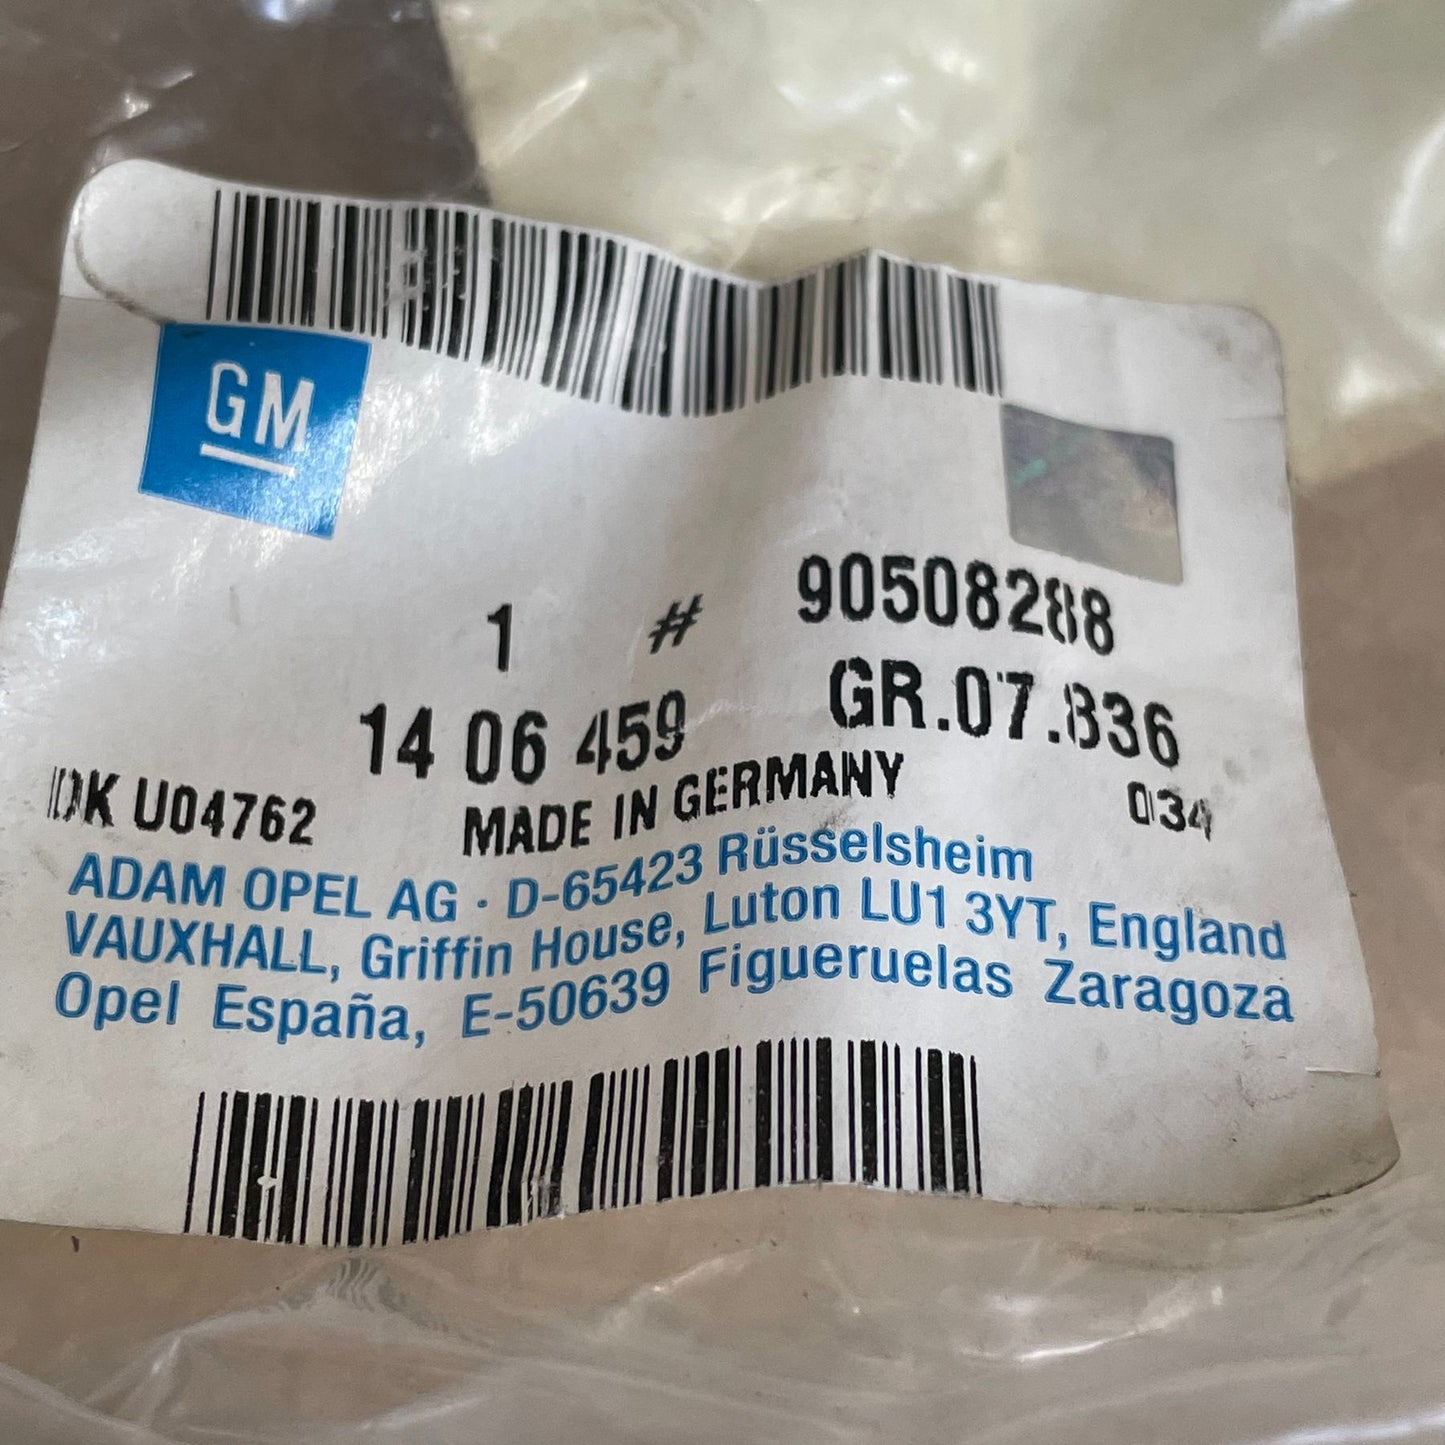 GM
1 # 90508288
14 06 459 GR.07.836
U04762 MADE IN GERMANY 034
ADAM OPEL AG · D-65423 Rüsselsheim
VAUXHALL, Griffin House, Luton LU1 3YT, England
Opel España, E-50639 Figueruelas Zaragoza